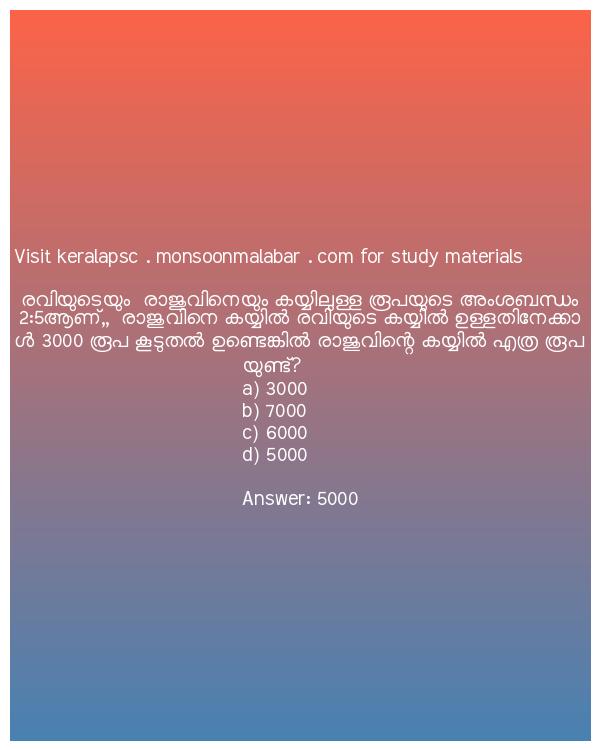 Visit keralapsc . monsoonmalabar . com for study materials
രവിയുടെയും രാജുവിനെയും കയ്യിലുള്ള രൂപയുടെ അംശബന്ധം
2:5ആണ്,, രാജുവിനെ കയ്യിൽ രവിയുടെ കയ്യിൽ ഉള്ളതിനേക്കാ
ൾ 3000 രൂപ കൂടുതൽ ഉണ്ടെങ്കിൽ രാജുവിന്റെ കയ്യിൽ എത്ര രൂപ
യുണ്ട്?
a) 3000
b) 7000
c) 6000
d) 5000
Answer: 5000